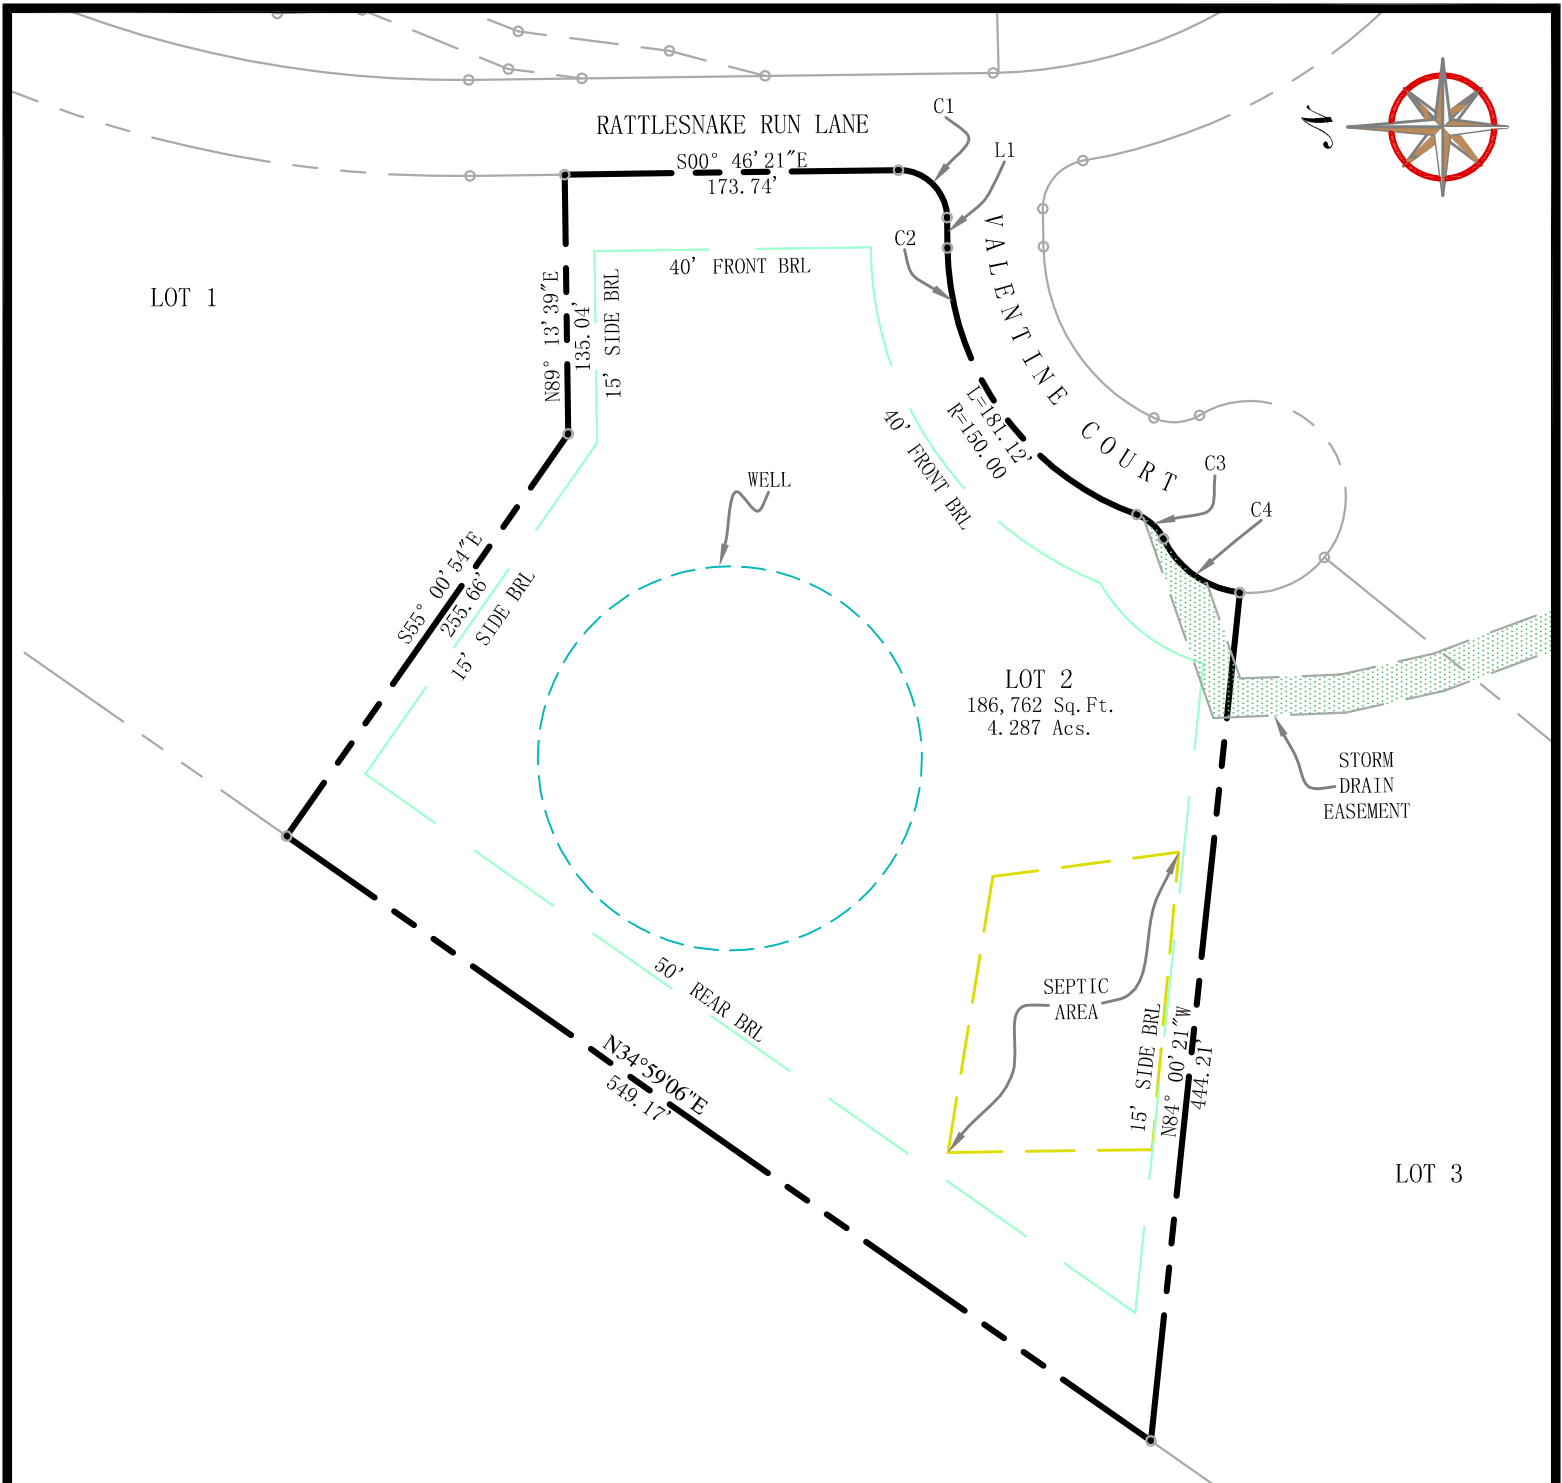 C1
RATTLESNAKE RUN LANE
N
L1
S00° 46'21"E
173.74'
VALENTINE COURT
C2
40' FRONT BRL
LOT 1
N89° 13'39"E
135.04'
15' SIDE BRL
L=181.12'
R=150.00
40' FRONT BRL
C3
WELL
C4
S55° 00'54"E
255.66'
15' SIDE BRL
LOT 2
186,762 Sq.Ft.
4.287 Acs.
STORM
DRAIN
EASEMENT
50' REAR BRL
SEPTIC
AREA
15' SIDE BRL
N84° 00'21"W
444.21'
N34°59'06"E
549.17'
LOT 3